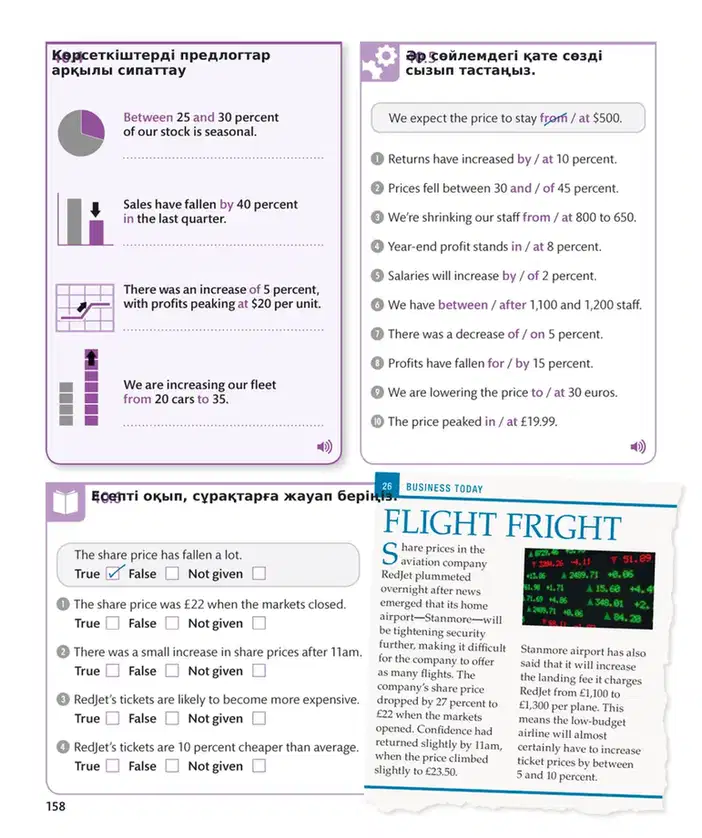 Көрсеткіштерді предлогтар
арқылы сипаттау
Between 25 and 30 percent
of our stock is seasonal.
Sales have fallen by 40 percent
in the last quarter.
There was an increase of 5 percent,
with profits peaking at $20 per unit.
We are increasing our fleet
from 20 cars to 35.
Әр сөйлемдегі қате сөзді
сызып тастаңыз.
We expect the price to stay from / at $500.
1 Returns have increased by / at 10 percent.
2 Prices fell between 30 and / of 45 percent.
3 We're shrinking our staff from / at 800 to 650.
4 Year-end profit stands in / at 8 percent.
5 Salaries will increase by / of 2 percent.
6 We have between / after 1,100 and 1,200 staff.
7 There was a decrease of / on 5 percent.
8 Profits have fallen for / by 15 percent.
9 We are lowering the price to / at 30 euros.
10 The price peaked in / at £19.99.
Есепті оқып, сұрақтарға жауап беріңіз.
The share price has fallen a lot.
True False Not given
1 The share price was £22 when the markets closed.
True False Not given
2 There was a small increase in share prices after 11am.
True False Not given
3 RedJet's tickets are likely to become more expensive.
True False Not given
4 RedJet's tickets are 10 percent cheaper than average.
True False Not given
26 BUSINESS TODAY
FLIGHT FRIGHT
Share prices in the
aviation company
RedJet plummeted
overnight after news
emerged that its home
airport—Stanmore—will
be tightening security
further, making it difficult
for the company to offer
as many flights. The
company's share price
dropped by 27 percent to
£22 when the markets
opened. Confidence had
returned slightly by 11am,
when the price climbed
slightly to £23.50.
Stanmore airport has also
said that it will increase
the landing fee it charges
RedJet from £1,100 to
£1,300 per plane. This
means the low-budget
airline will almost
certainly have to increase
ticket prices by between
5 and 10 percent.
158